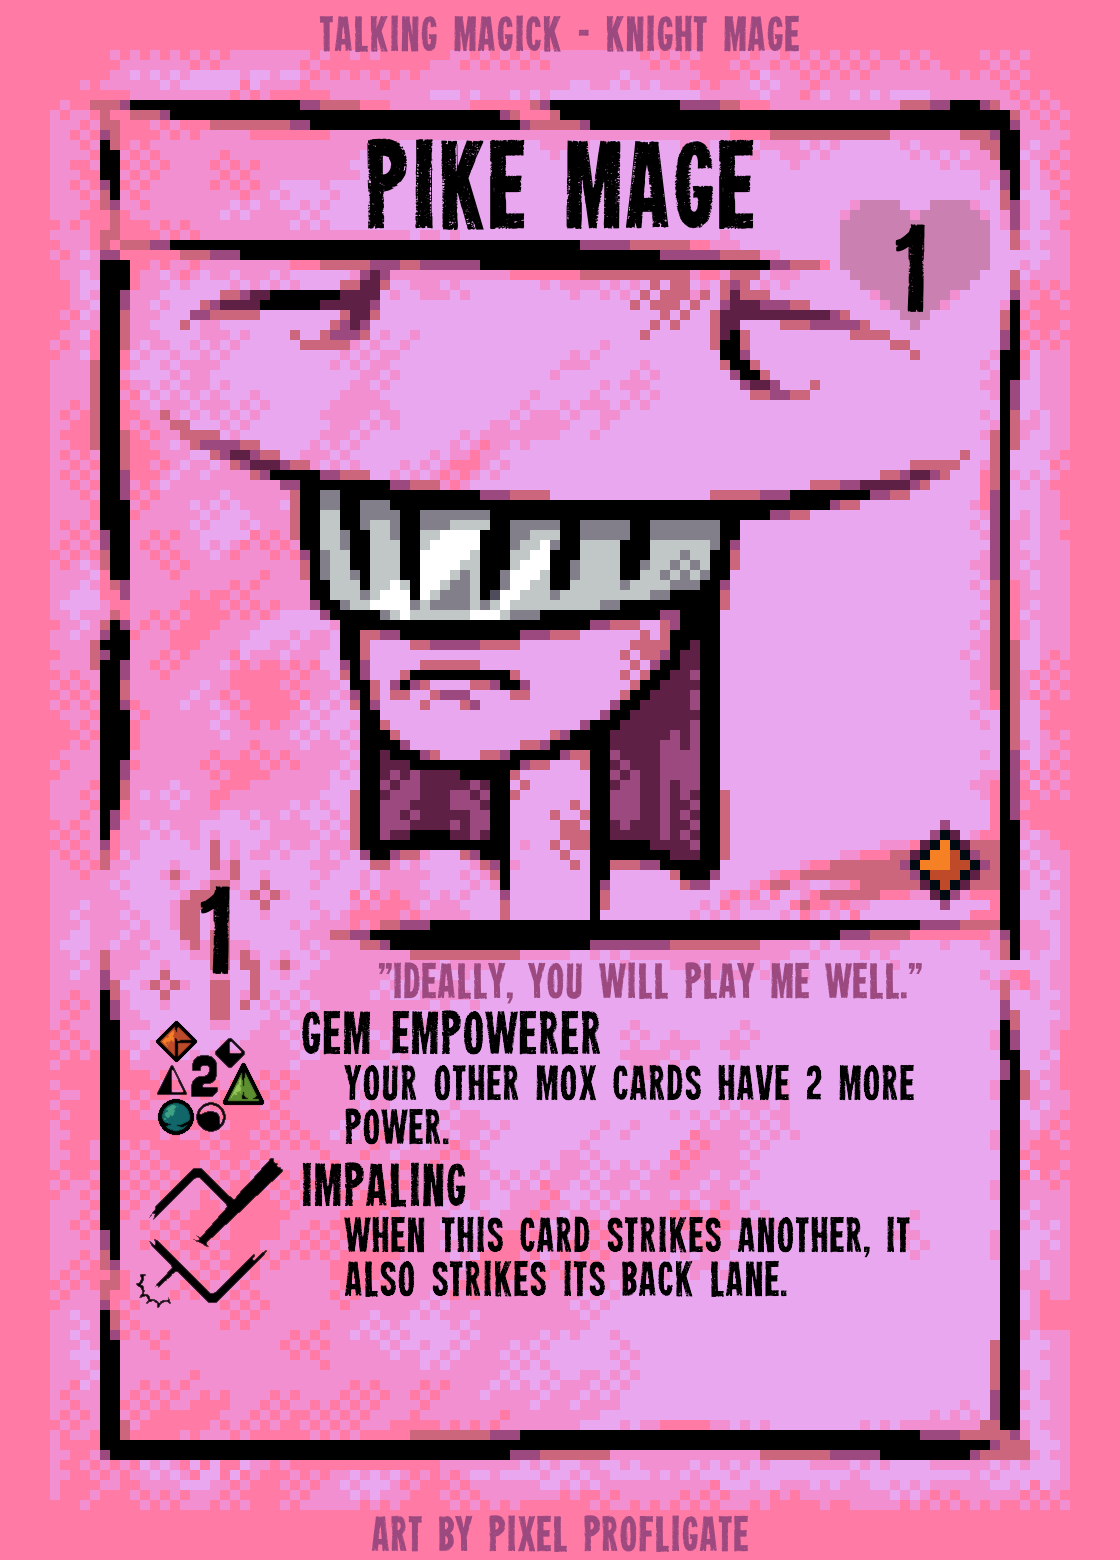 TALKING MAGICK - KNIGHT MAGE
PIKE MAGE
1
1
"IDEALLY, YOU WILL PLAY ME WELL."
GEM EMPOWERER
2
YOUR OTHER MOX CARDS HAVE 2 MORE
POWER.
IMPALING
WHEN THIS CARD STRIKES ANOTHER, IT
ALSO STRIKES ITS BACK LANE.
ART BY PIXEL PROFLIGATE